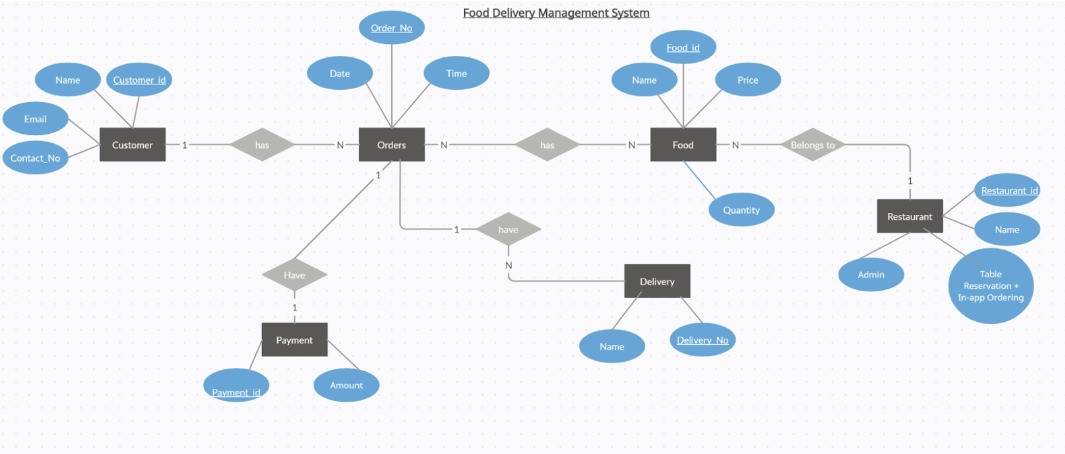 Food Delivery Management System
Order_No
Food_id
Name
Customer_id
Date
Time
Name
Price
Email
Customer
1
has
N
Orders
N
has
N
Food
N
Belongs to
Contact_No
1
1
Restaurant_id
Quantity
Restaurant
Name
1
have
N
Have
Delivery
Admin
Table
Reservation +
In-app Ordering
1
Payment
Name
Delivery_No
Payment_id
Amount